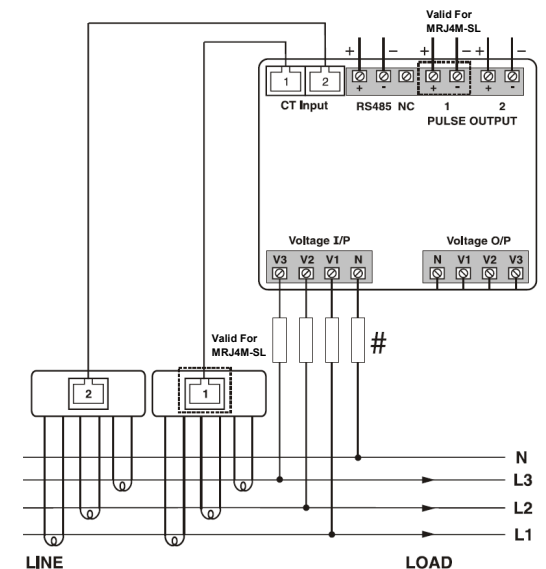 Valid For
MRJ4M-SL
+ − + − + −
1 2
+ - + - + -
CT Input RS485 NC 1 2
PULSE OUTPUT
Voltage I/P Voltage O/P
V3 V2 V1 N N V1 V2 V3
#
Valid For
MRJ4M-SL
2 1
N
L3
L2
L1
LINE LOAD